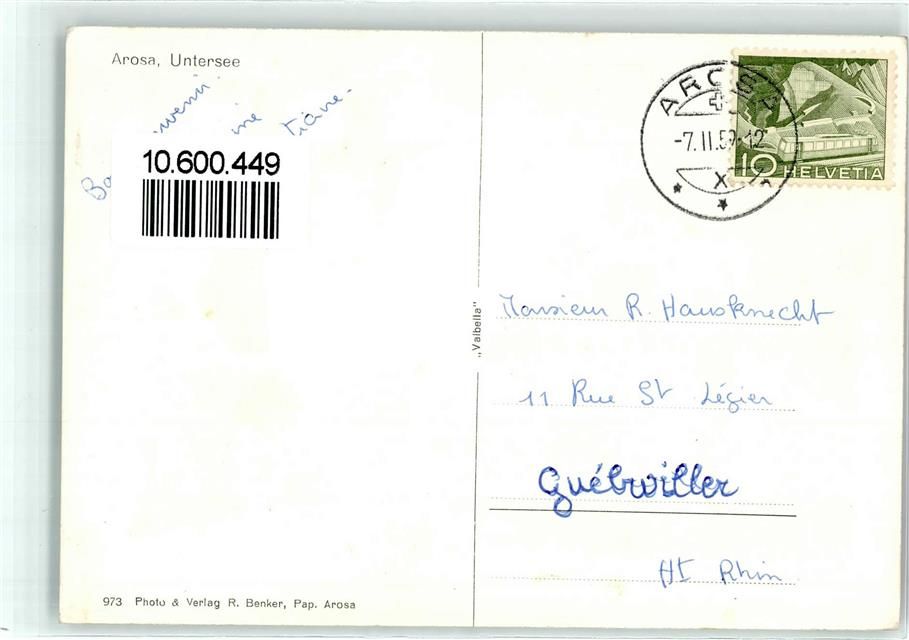 Arosa, Untersee
10.600.449
973 Photo & Verlag R. Benker, Pap. Arosa
„Valbella"
AROSA
-7.II.59-12
X
10 HELVETIA
Monsieur R. Hausknecht
11 Rue St Légier
Guébwiller
Ht Rhin